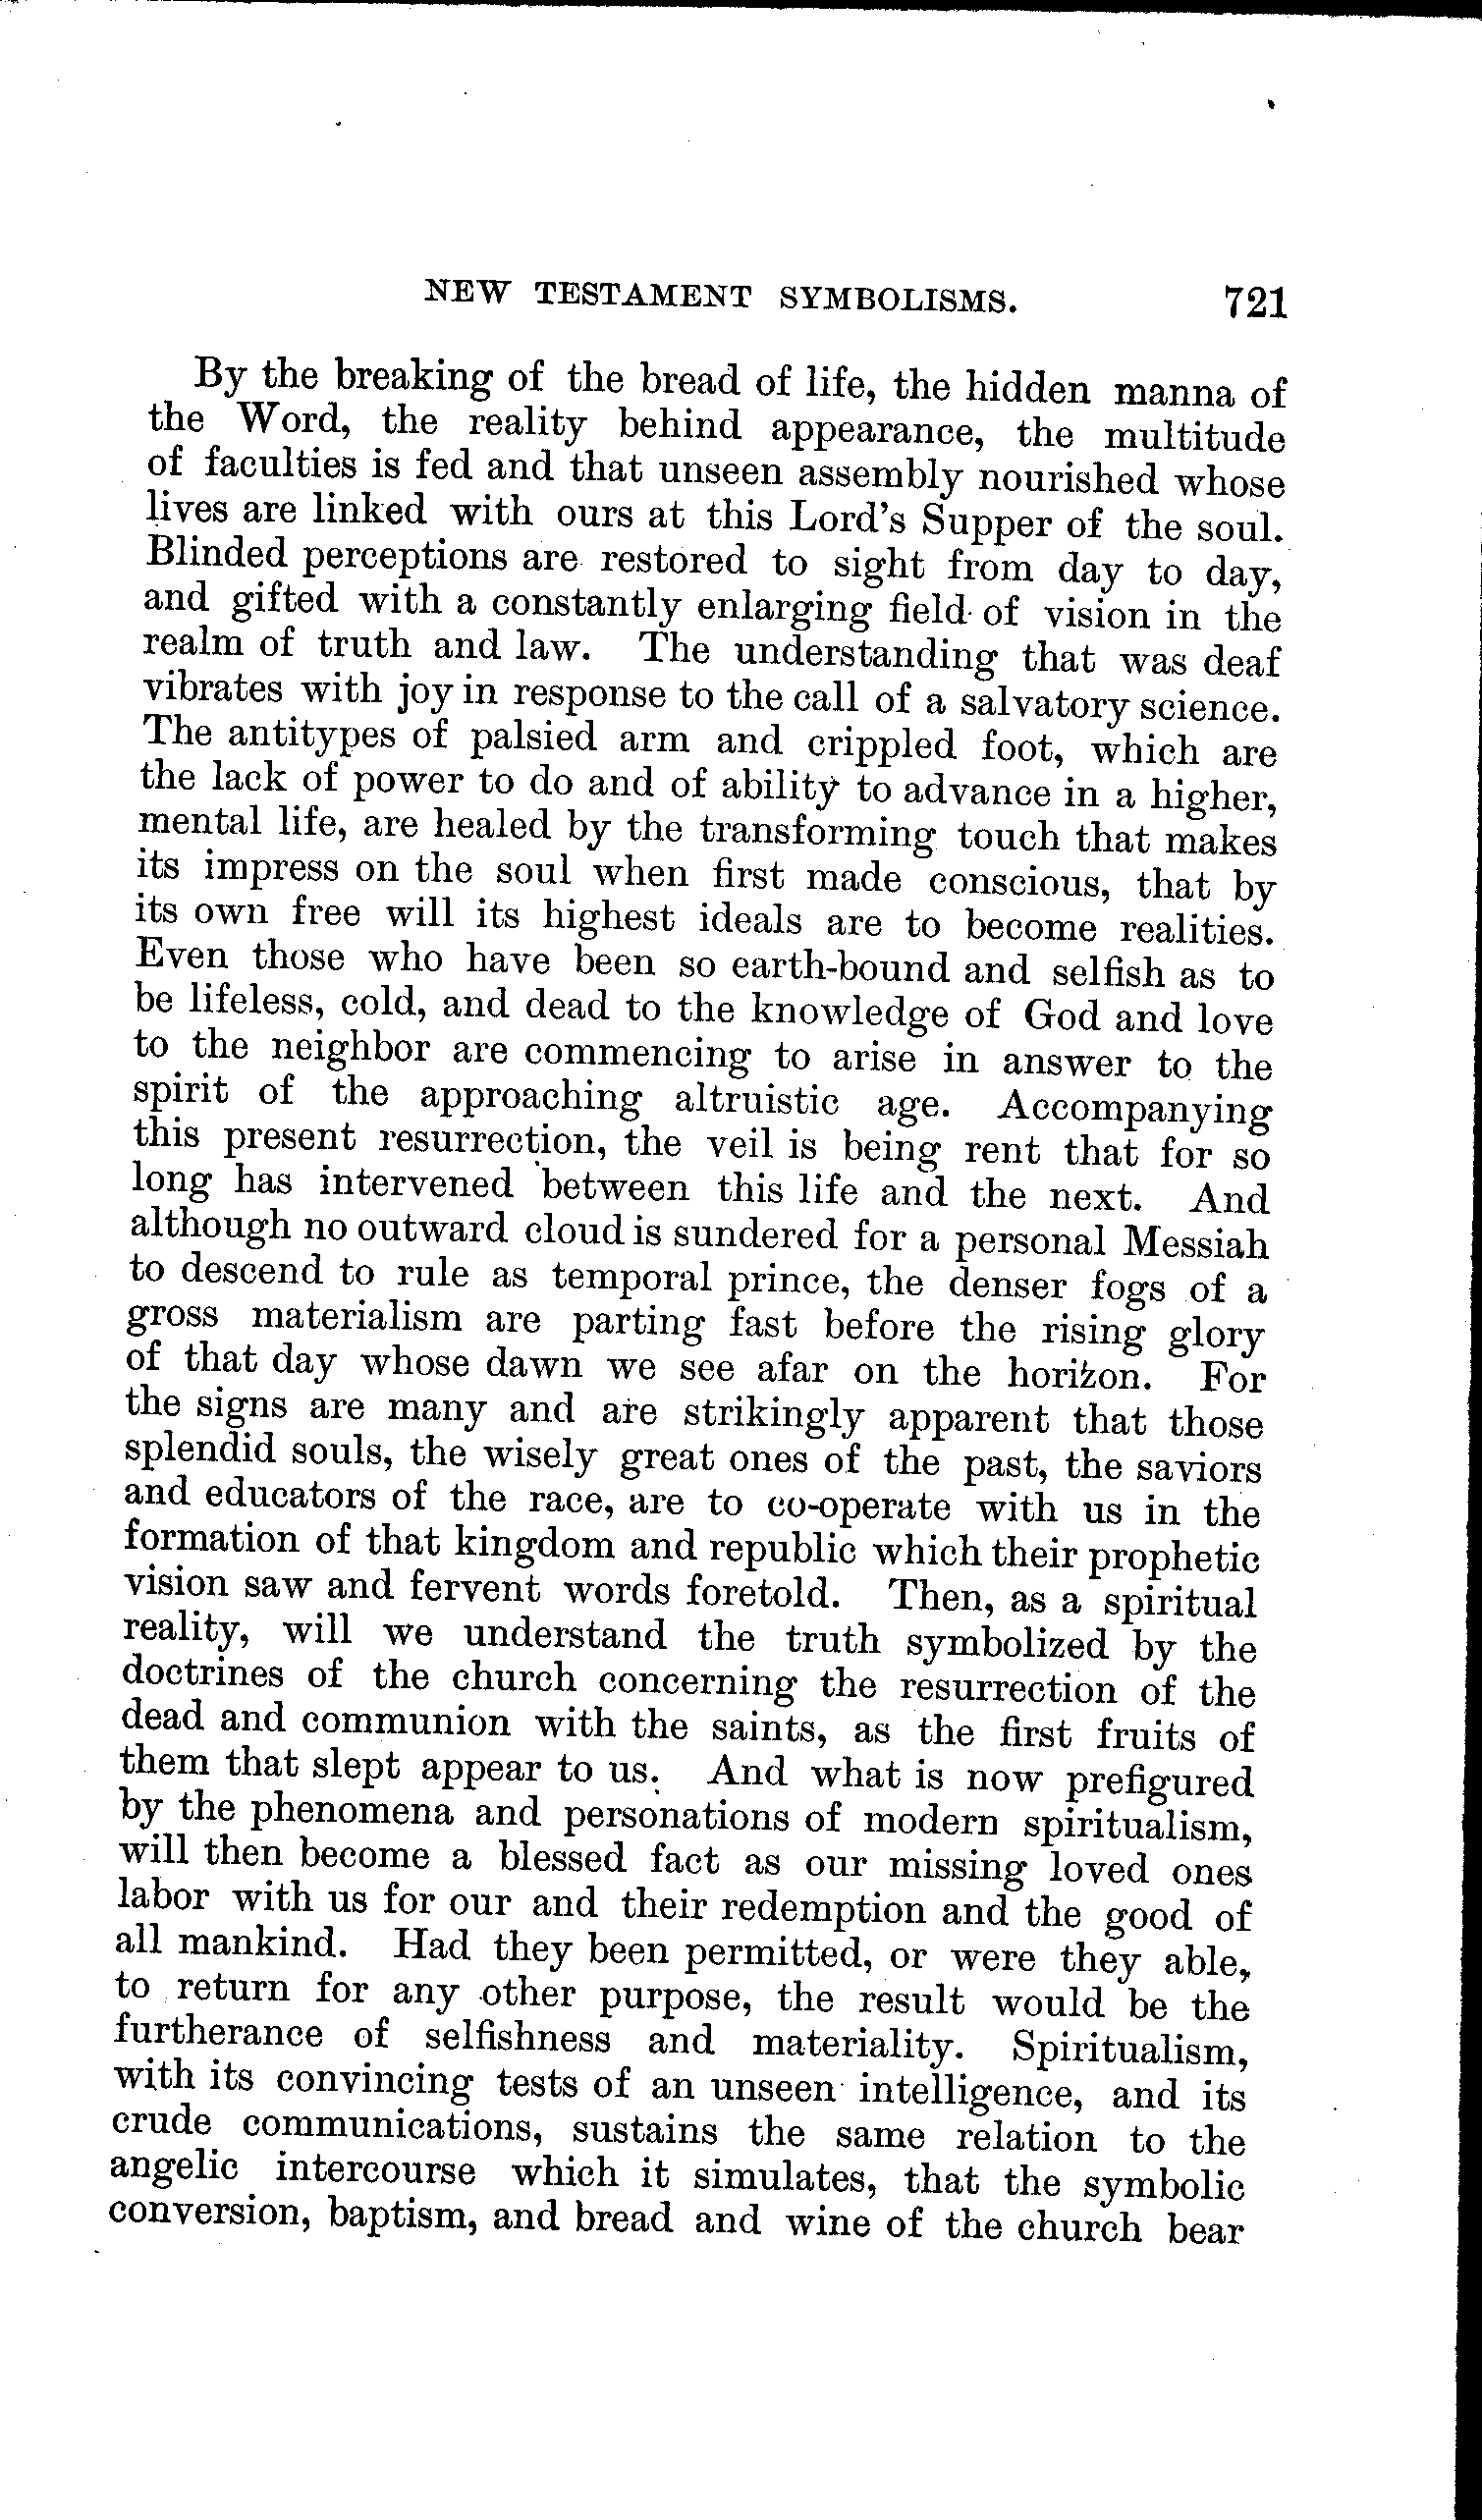 NEW TESTAMENT SYMBOLISMS. 721
By the breaking of the bread of life, the hidden manna of
the Word, the reality behind appearance, the multitude
of faculties is fed and that unseen assembly nourished whose
lives are linked with ours at this Lord's Supper of the soul.
Blinded perceptions are restored to sight from day to day,
and gifted with a constantly enlarging field of vision in the
realm of truth and law. The understanding that was deaf
vibrates with joy in response to the call of a salvatory science.
The antitypes of palsied arm and crippled foot, which are
the lack of power to do and of ability to advance in a higher,
mental life, are healed by the transforming touch that makes
its impress on the soul when first made conscious, that by
its own free will its highest ideals are to become realities.
Even those who have been so earth-bound and selfish as to
be lifeless, cold, and dead to the knowledge of God and love
to the neighbor are commencing to arise in answer to the
spirit of the approaching altruistic age. Accompanying
this present resurrection, the veil is being rent that for so
long has intervened between this life and the next. And
although no outward cloud is sundered for a personal Messiah
to descend to rule as temporal prince, the denser fogs of a
gross materialism are parting fast before the rising glory
of that day whose dawn we see afar on the horizon. For
the signs are many and are strikingly apparent that those
splendid souls, the wisely great ones of the past, the saviors
and educators of the race, are to co-operate with us in the
formation of that kingdom and republic which their prophetic
vision saw and fervent words foretold. Then, as a spiritual
reality, will we understand the truth symbolized by the
doctrines of the church concerning the resurrection of the
dead and communion with the saints, as the first fruits of
them that slept appear to us. And what is now prefigured
by the phenomena and personations of modern spiritualism,
will then become a blessed fact as our missing loved ones
labor with us for our and their redemption and the good of
all mankind. Had they been permitted, or were they able,
to return for any other purpose, the result would be the
furtherance of selfishness and materiality. Spiritualism,
with its convincing tests of an unseen intelligence, and its
crude communications, sustains the same relation to the
angelic intercourse which it simulates, that the symbolic
conversion, baptism, and bread and wine of the church bear